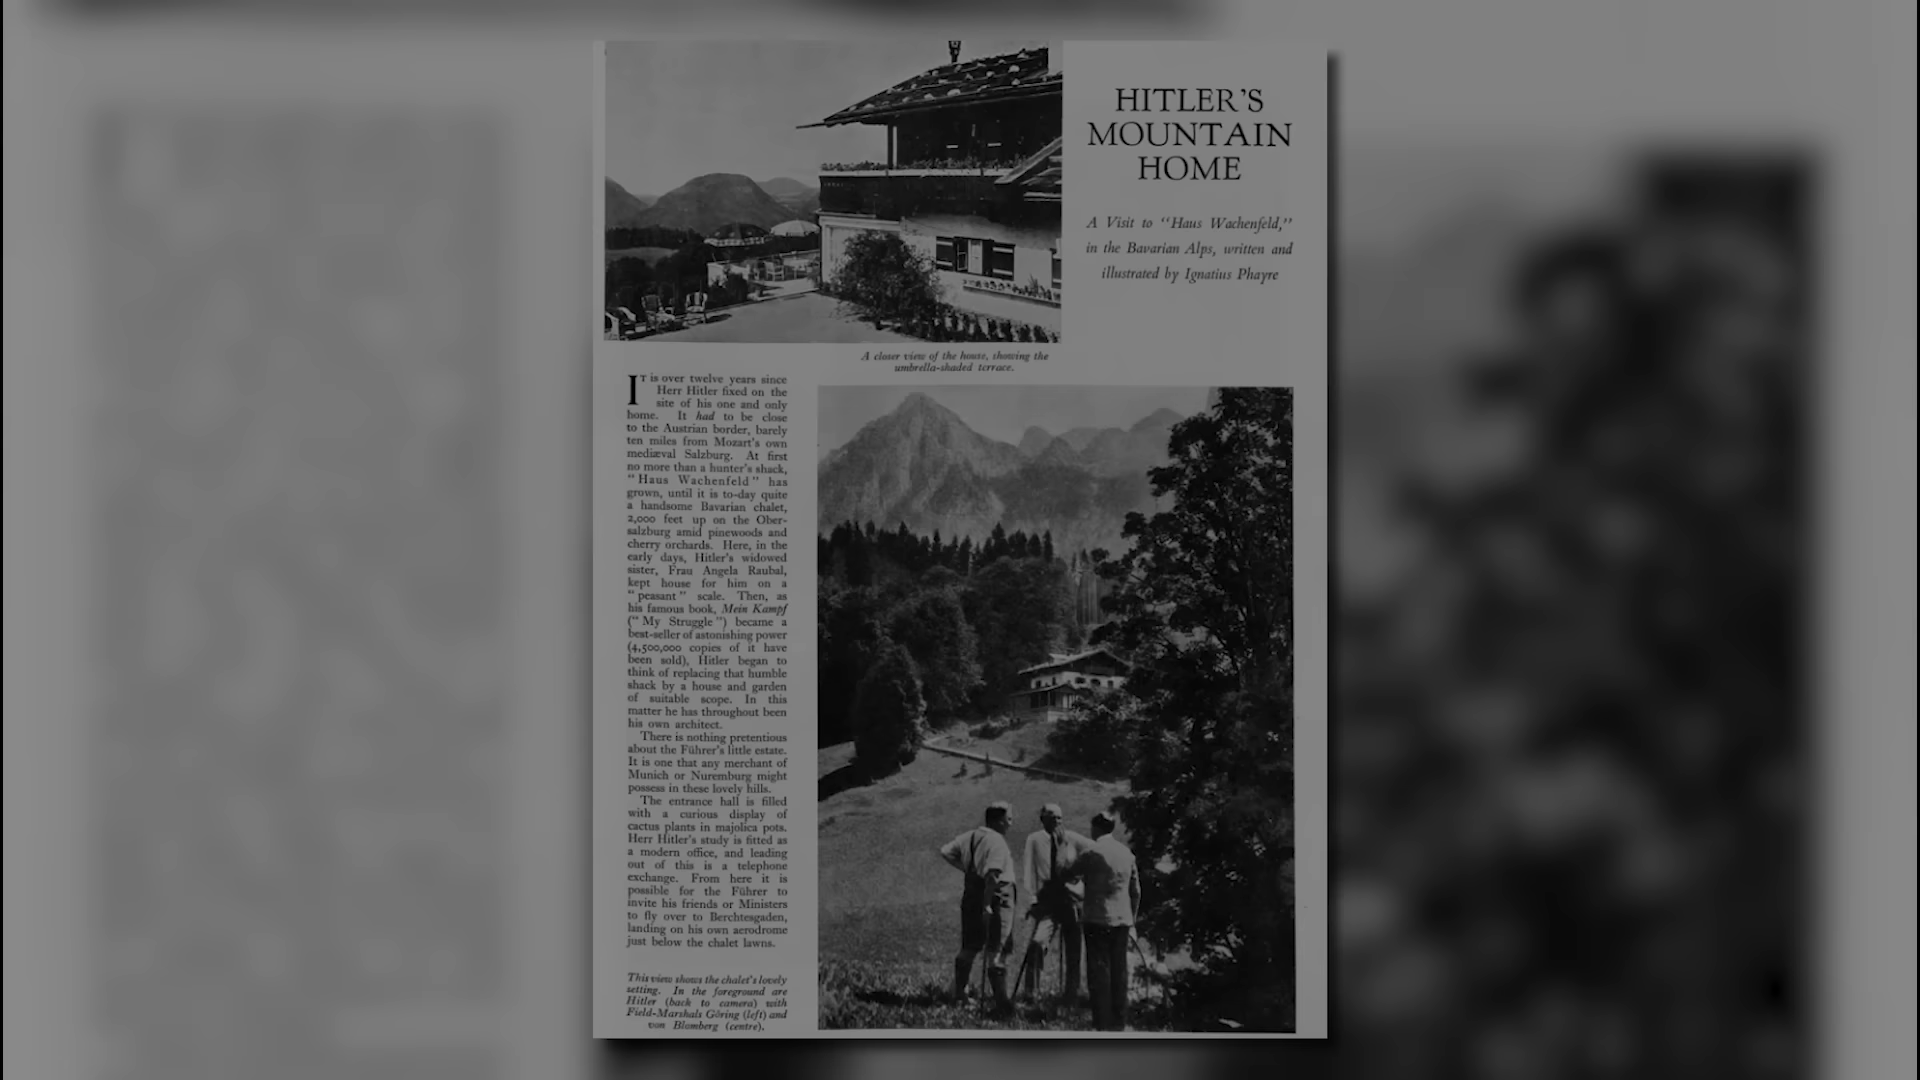 HITLER'S
MOUNTAIN
HOME
A Visit to "Haus Wachenfeld,"
in the Bavarian Alps, written and
illustrated by Ignatius Phayre
A closer view of the house, showing the
umbrella-shaded terrace.
IT is over twelve years since
Herr Hitler fixed on the
site of his one and only
home. It had to be close
to the Austrian border, barely
ten miles from Mozart's own
mediæval Salzburg. At first
no more than a hunter's shack,
"Haus Wachenfeld" has
grown, until it is to-day quite
a handsome Bavarian chalet,
2,000 feet up on the Ober-
salzburg amid pinewoods and
cherry orchards. Here, in the
early days, Hitler's widowed
sister, Frau Angela Raubal,
kept house for him on a
"peasant" scale. Then, as
his famous book, Mein Kampf
("My Struggle") became a
best-seller of astonishing power
(4,500,000 copies of it have
been sold), Hitler began to
think of replacing that humble
shack by a house and garden
of suitable scope. In this
matter he has throughout been
his own architect.
There is nothing pretentious
about the Führer's little estate.
It is one that any merchant of
Munich or Nuremburg might
possess in these lovely hills.
The entrance hall is filled
with a curious display of
cactus plants in majolica pots.
Herr Hitler's study is fitted as
a modern office, and leading
out of this is a telephone
exchange. From here it is
possible for the Führer to
invite his friends or Ministers
to fly over to Berchtesgaden,
landing on his own aerodrome
just below the chalet lawns.
This view shows the chalet's lovely
setting. In the foreground are
Hitler (back to camera) with
Field-Marshals Göring (left) and
von Blomberg (centre).